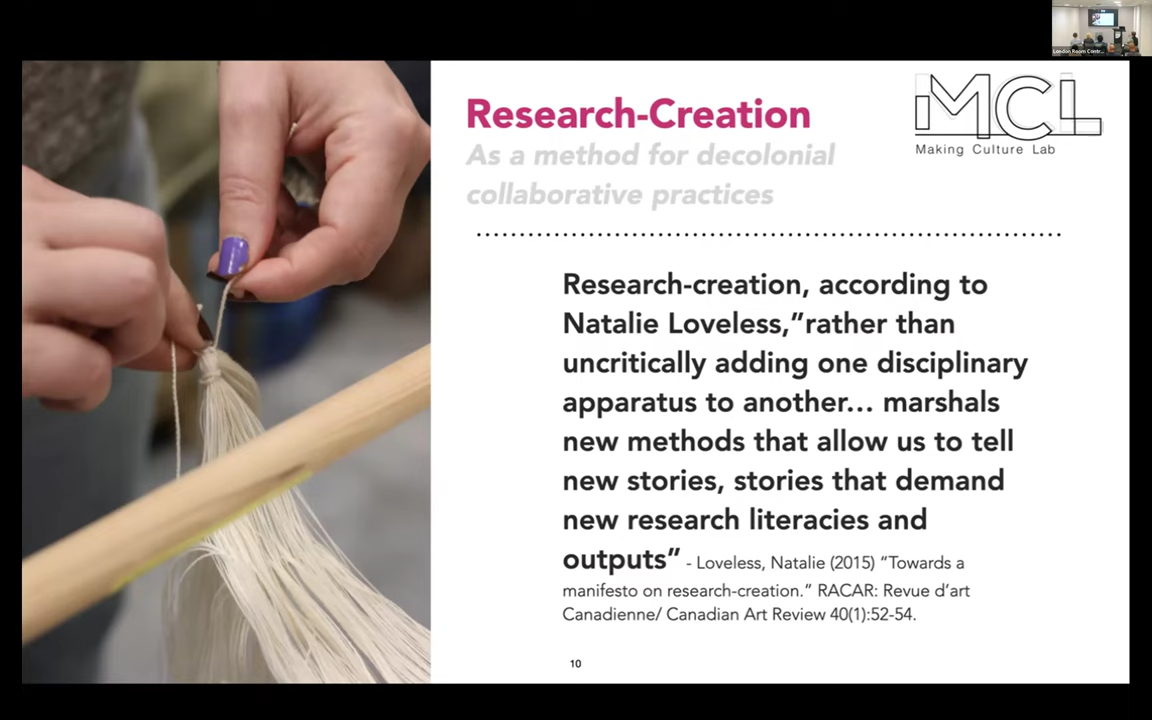 London Room Contr...
MCL
Making Culture Lab
Research-Creation
As a method for decolonial
collaborative practices
Research-creation, according to
Natalie Loveless,”rather than
uncritically adding one disciplinary
apparatus to another... marshals
new methods that allow us to tell
new stories, stories that demand
new research literacies and
outputs” - Loveless, Natalie (2015) “Towards a
manifesto on research-creation.“ RACAR: Revue d’art
Canadienne/ Canadian Art Review 40(1):52-54.
10